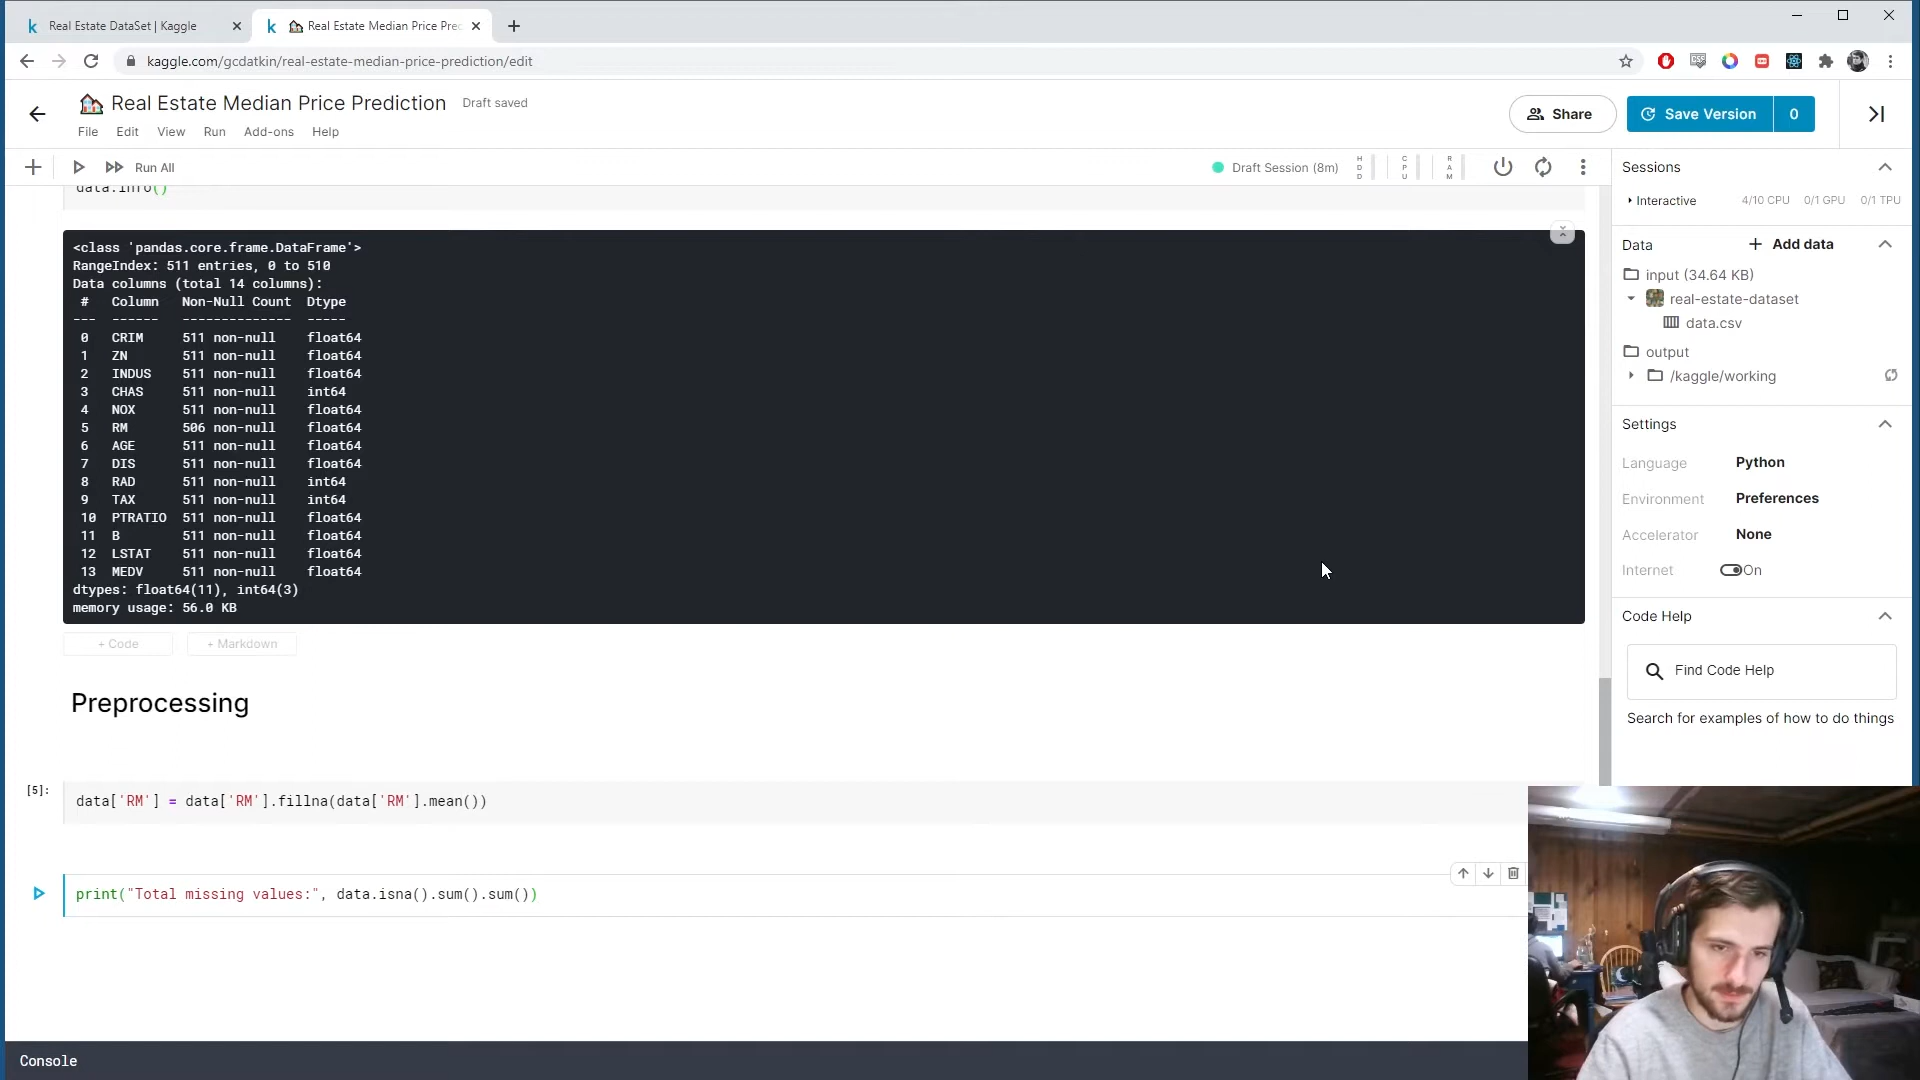 Real Estate DataSet | Kaggle
Real Estate Median Price Prec
kaggle.com/gcdatkin/real-estate-median-price-prediction/edit
Real Estate Median Price Prediction
Draft saved
Share
Save Version
0
File
Edit
View
Run
Add-ons
Help
Run All
Draft Session (8m)
HDD
CPU
RAM
data.info()
<class 'pandas.core.frame.DataFrame'>
RangeIndex: 511 entries, 0 to 510
Data columns (total 14 columns):
# Column Non-Null Count Dtype
--- ------ -------------- -----
0 CRIM 511 non-null float64
1 ZN 511 non-null float64
2 INDUS 511 non-null float64
3 CHAS 511 non-null int64
4 NOX 511 non-null float64
5 RM 506 non-null float64
6 AGE 511 non-null float64
7 DIS 511 non-null float64
8 RAD 511 non-null int64
9 TAX 511 non-null int64
10 PTRATIO 511 non-null float64
11 B 511 non-null float64
12 LSTAT 511 non-null float64
13 MEDV 511 non-null float64
dtypes: float64(11), int64(3)
memory usage: 56.0 KB
+ Code
+ Markdown
Preprocessing
[5]:
data['RM'] = data['RM'].fillna(data['RM'].mean())
print("Total missing values:", data.isna().sum().sum())
Console
Sessions
Interactive
4/10 CPU
0/1 GPU
0/1 TPU
Data
+ Add data
input (34.64 KB)
real-estate-dataset
data.csv
output
/kaggle/working
Settings
Language
Python
Environment
Preferences
Accelerator
None
Internet
On
Code Help
Find Code Help
Search for examples of how to do things